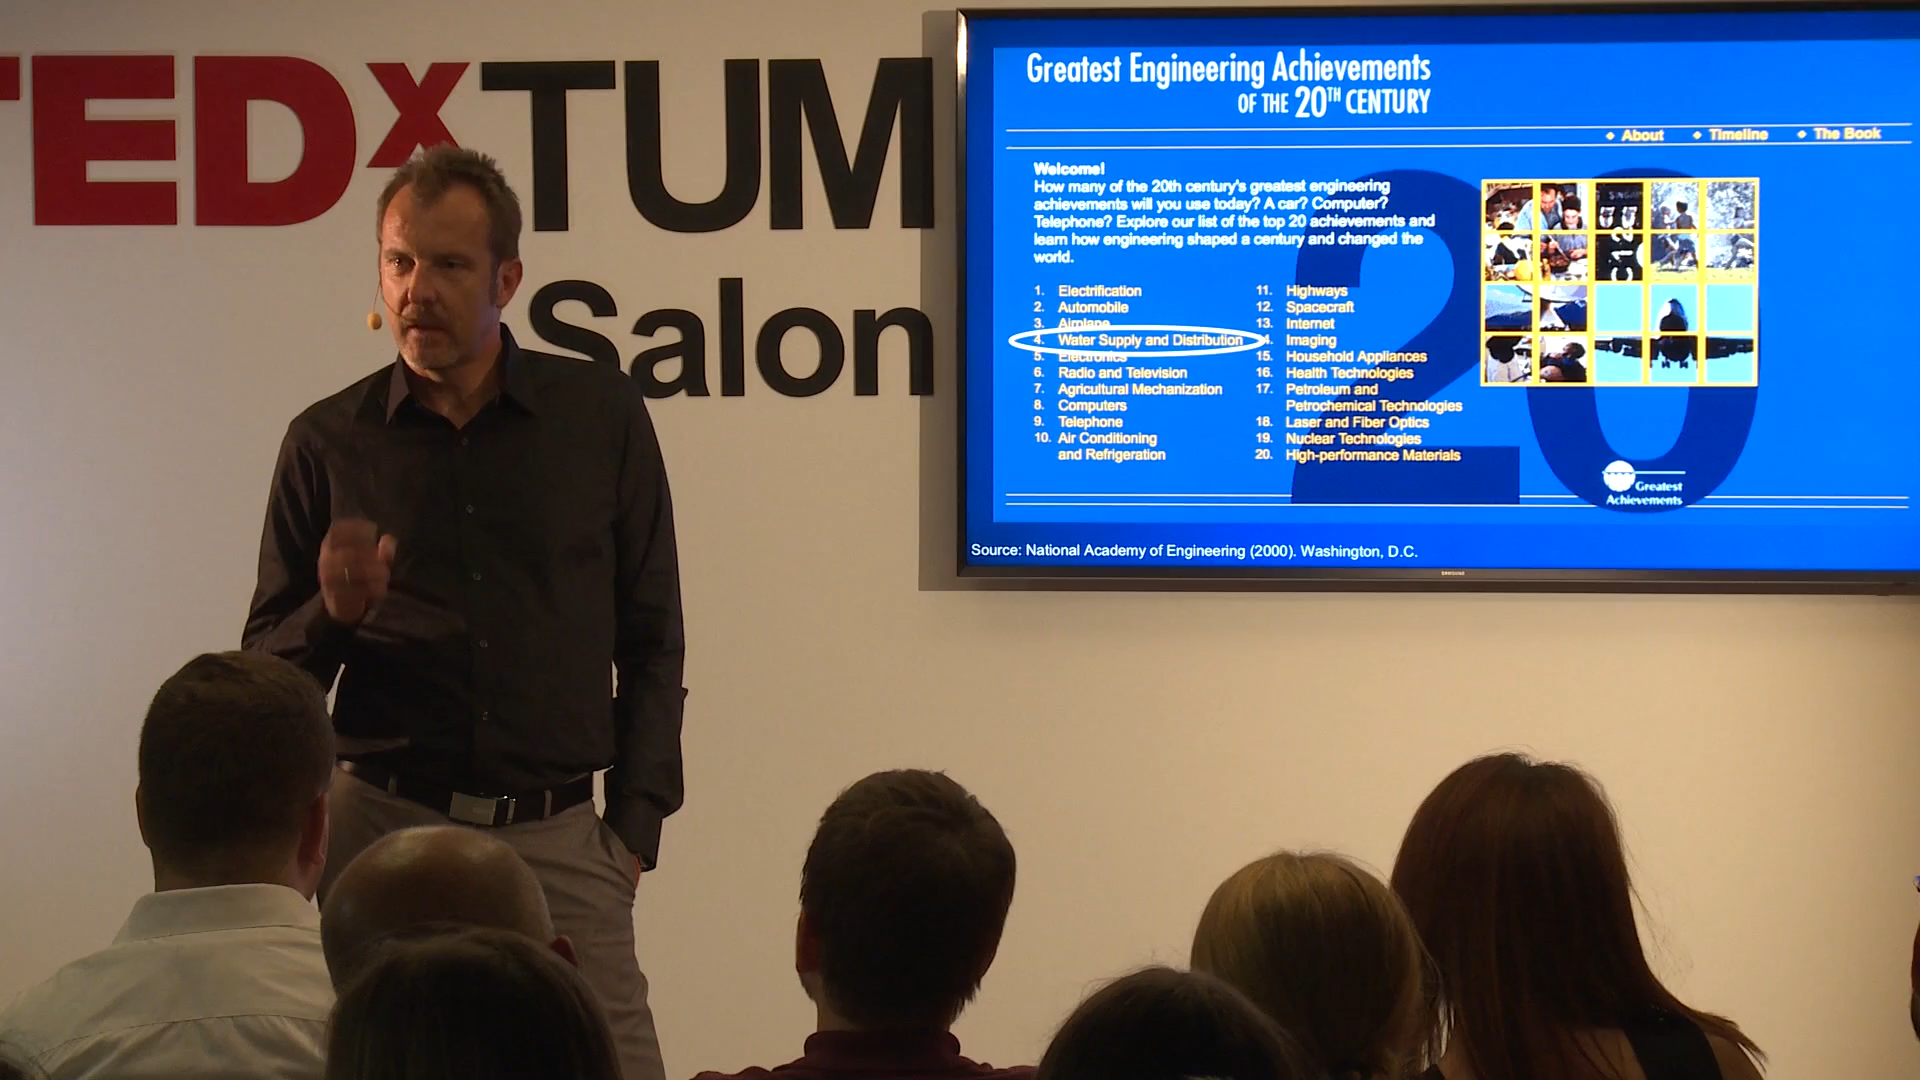 TEDxTUM
Salon
Greatest Engineering Achievements
OF THE 20TH CENTURY
About
Timeline
The Book
Welcome!
How many of the 20th century's greatest engineering
achievements will you use today? A car? Computer?
Telephone? Explore our list of the top 20 achievements and
learn how engineering shaped a century and changed the
world.
1. Electrification
2. Automobile
3. Airplane
4. Water Supply and Distribution
5. Electronics
6. Radio and Television
7. Agricultural Mechanization
8. Computers
9. Telephone
10. Air Conditioning
and Refrigeration
11. Highways
12. Spacecraft
13. Internet
4. Imaging
15. Household Appliances
16. Health Technologies
17. Petroleum and
Petrochemical Technologies
18. Laser and Fiber Optics
19. Nuclear Technologies
20. High-performance Materials
20
Greatest
Achievements
Source: National Academy of Engineering (2000). Washington, D.C.
SAMSUNG